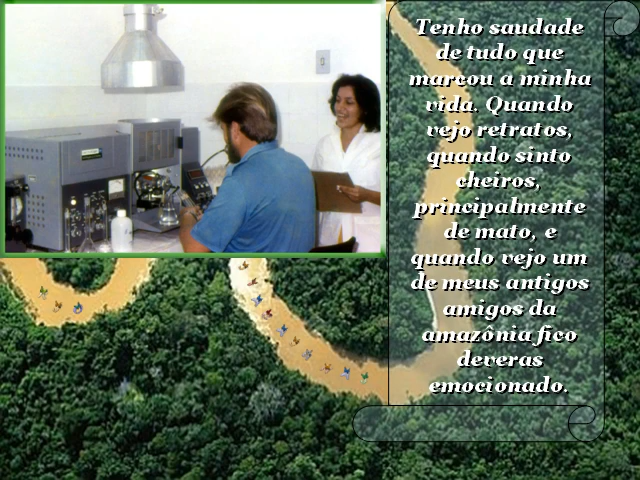 Tenho saudade
de tudo que
marcou a minha
vida. Quando
vejo retratos,
quando sinto
cheiros,
principalmente
de mato, e
quando vejo um
de meus antigos
amigos da
amazônia fico
deveras
emocionado.